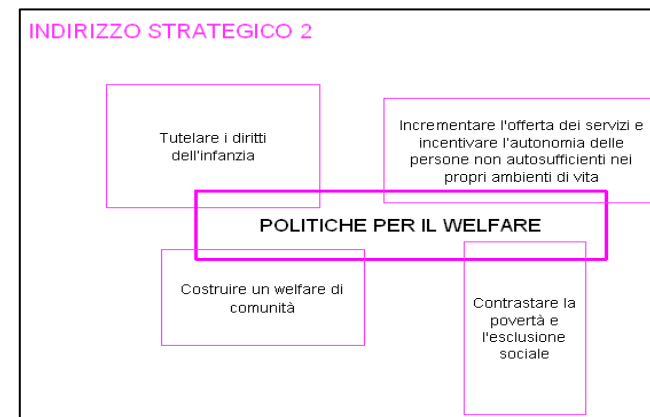 INDIRIZZO STRATEGICO 2
Tutelare i diritti
dell'infanzia
Incrementare l'offerta dei servizi e
incentivare l'autonomia delle
persone non autosufficienti nei
propri ambienti di vita
POLITICHE PER IL WELFARE
Costruire un welfare di
comunità
Contrastare la
povertà e
l'esclusione
sociale